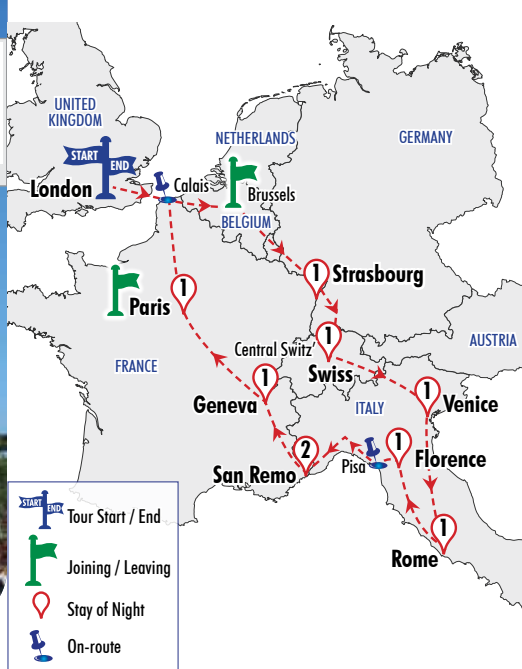 UNITED
KINGDOM
NETHERLANDS
GERMANY
START
END
London
Calais
Brussels
BELGIUM
1
Strasbourg
1
Paris
1
Central Switz'
Swiss
AUSTRIA
FRANCE
1
Geneva
ITALY
1
Venice
2
San Remo
Pisa
1
Florence
1
Rome
START
END
Tour Start / End
Joining / Leaving
Stay of Night
On-route